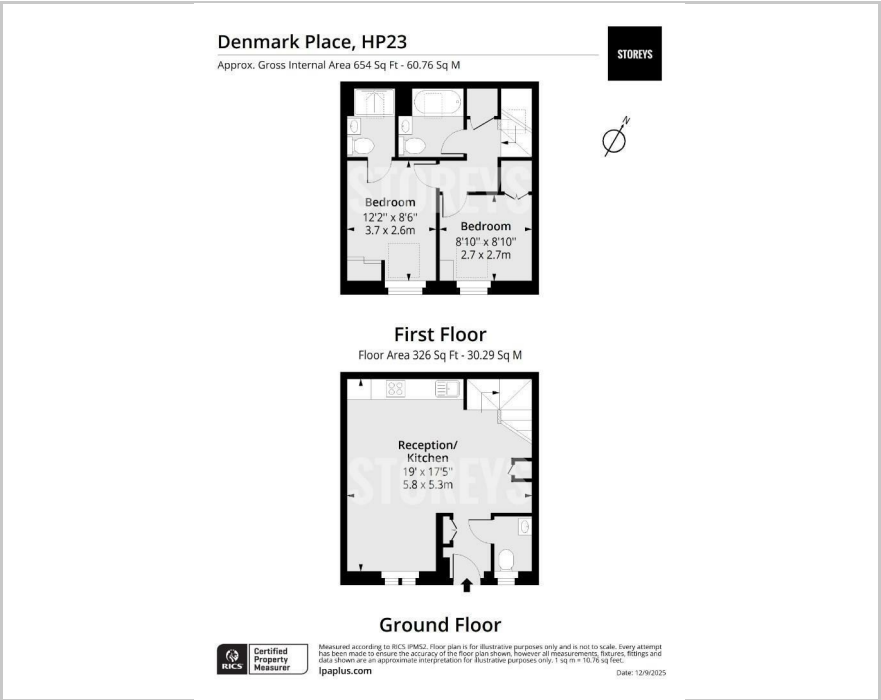 Denmark Place, HP23
Approx. Gross Internal Area 654 Sq Ft - 60.76 Sq M
STOREYS
N
STOREYS
Bedroom
12'2" x 8'6"
3.7 x 2.6m
Bedroom
8'10" x 8'10"
2.7 x 2.7m
First Floor
Floor Area 326 Sq Ft - 30.29 Sq M
Reception/
Kitchen
19' x 17'5"
5.8 x 5.3m
STOREYS
Ground Floor
RICS
Certified
Property
Measurer
Measured according to RICS IPMS2. Floor plan is for illustrative purposes only and is not to scale. Every attempt
has been made to ensure the accuracy of the floor plan shown, however all measurements, fixtures, fittings and
data shown are an approximate interpretation for illustrative purposes only. 1 sq m = 10.76 sq feet.
lpaplus.com
Date: 12/9/2025